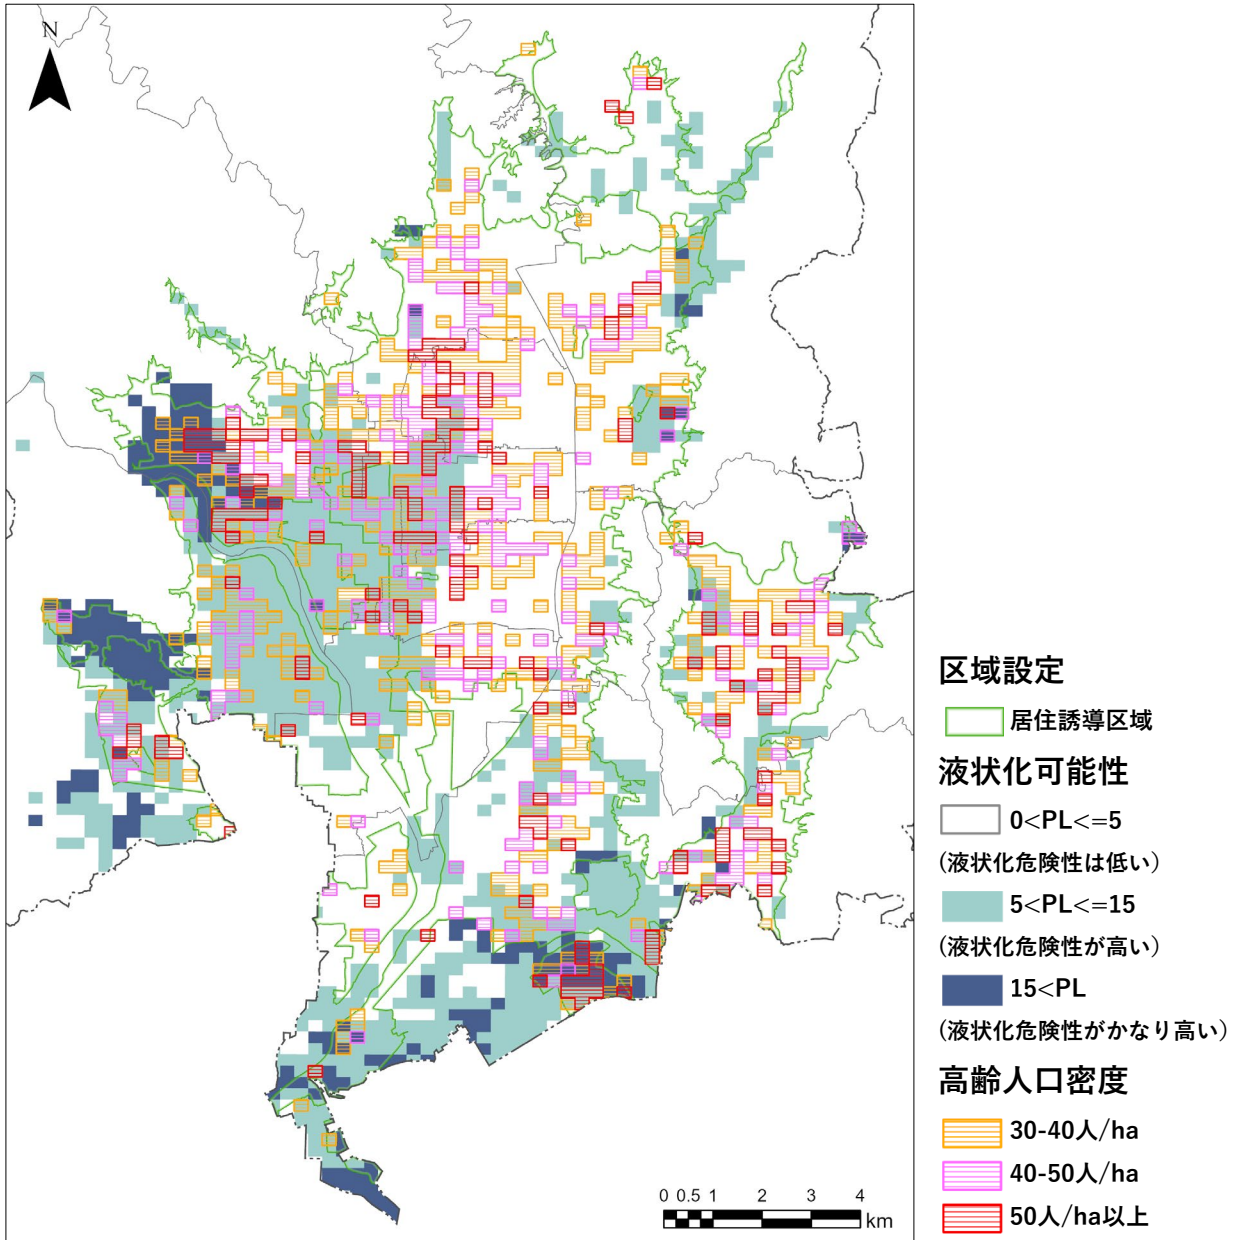 N
区域設定
居住誘導区域
液状化可能性
0<PL<=5
(液状化危険性は低い)
5<PL<=15
(液状化危険性が高い)
15<PL
(液状化危険性がかなり高い)
高齢人口密度
30-40人/ha
40-50人/ha
50人/ha以上
0 0.5 1 2 3 4
km